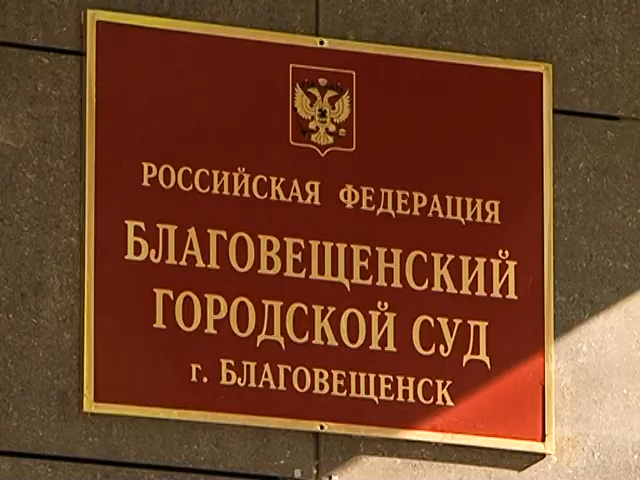 РОССИЙСКАЯ ФЕДЕРАЦИЯ
БЛАГОВЕЩЕНСКИЙ
ГОРОДСКОЙ СУД
г. БЛАГОВЕЩЕНСК